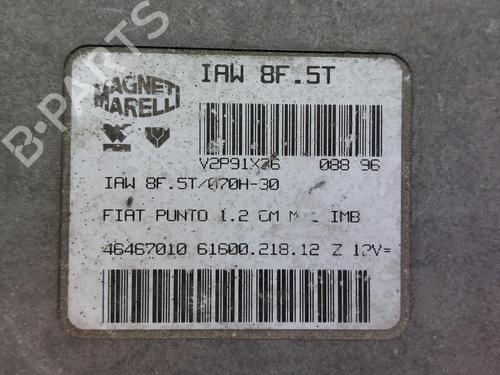 B-PARTS
MAGNETI MARELLI
IAW 8F.5T
V2P91X36 088 96
IAW 8F.5T/070H-30
FIAT PUNTO 1.2 CM IMB
46467010 61600.218.12 Z 12V=